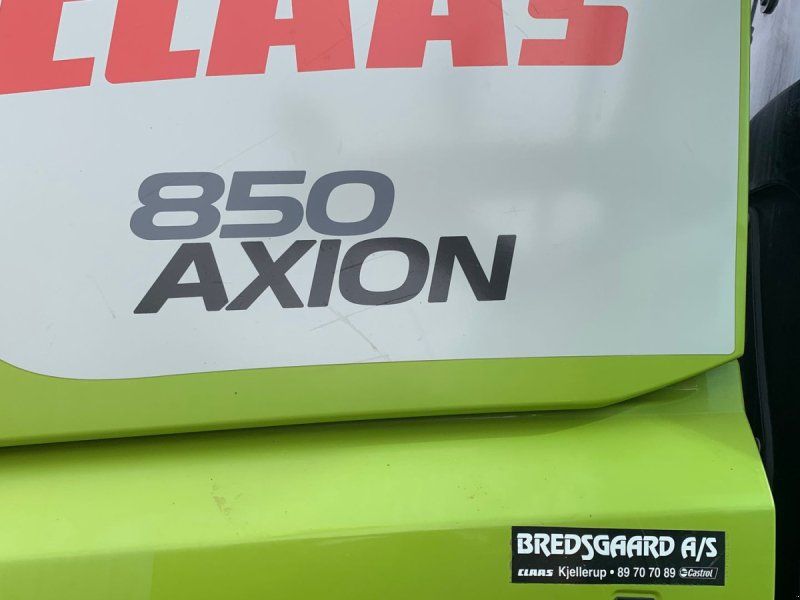 CLAAS
850
AXION
BREDSGAARD A/S
CLAAS Kjellerup • 89 70 70 89 Castrol